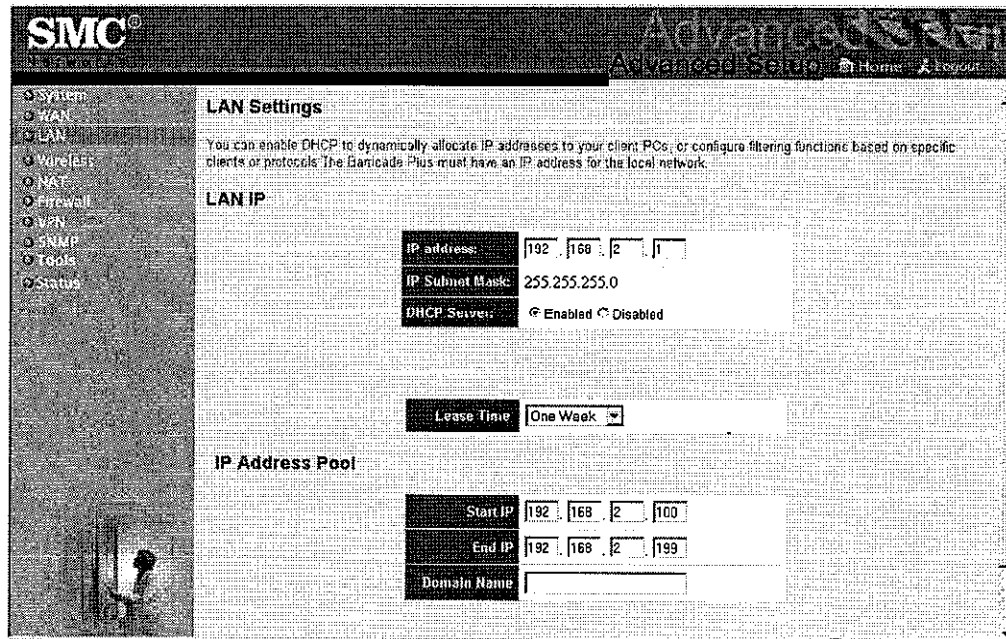 SMC®
Networks
Advanced Setup
Advanced Setup
Home Logout
System
WAN
LAN
Wireless
NAT
Firewall
VPN
SNMP
Tools
Status
LAN Settings
You can enable DHCP to dynamically allocate IP addresses to your client PCs, or configure filtering functions based on specific
clients or protocols. The Barricade Plus must have an IP address for the local network.
LAN IP
IP address: 192 . 168 . 2 . 1
IP Subnet Mask: 255.255.255.0
DHCP Server: Enabled Disabled
Lease Time One Week
IP Address Pool
Start IP 192 . 168 . 2 . 100
End IP 192 . 168 . 2 . 199
Domain Name